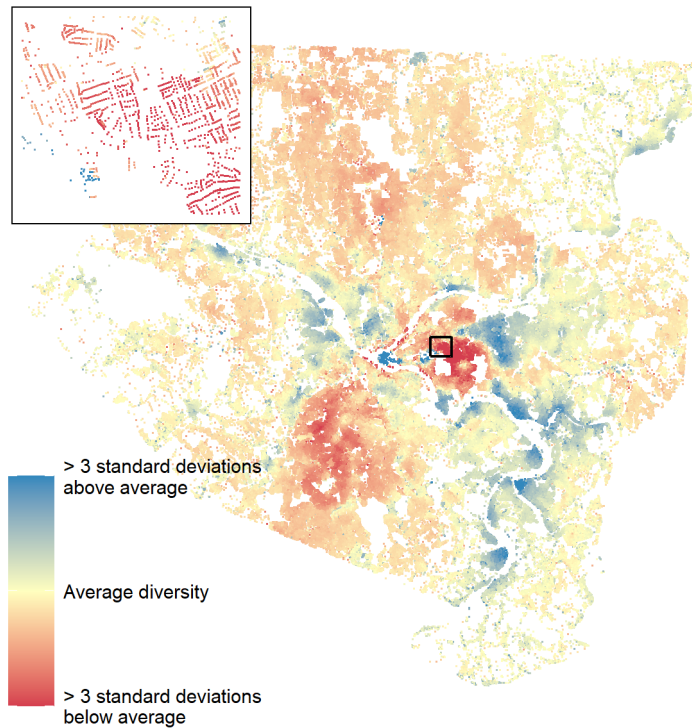 > 3 standard deviations
above average
Average diversity
> 3 standard deviations
below average